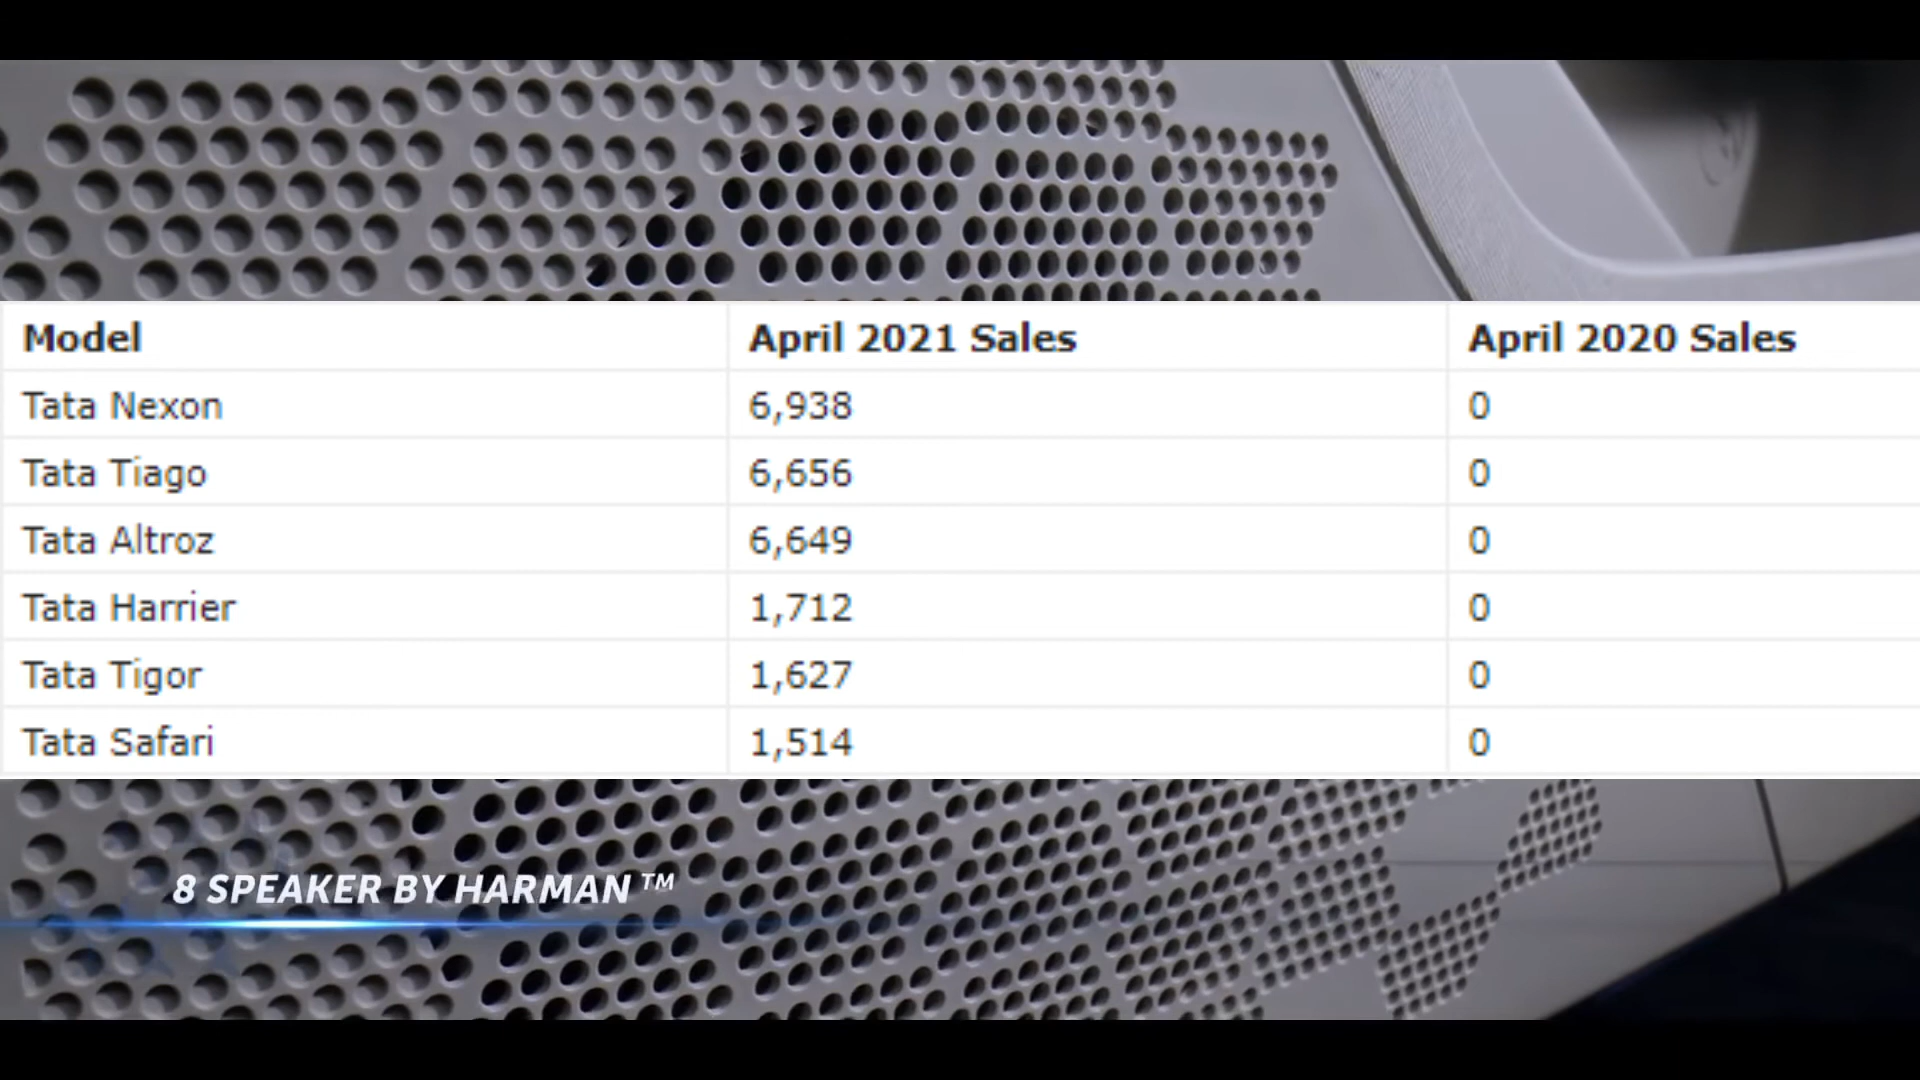 Model April 2021 Sales April 2020 Sales
Tata Nexon 6,938 0
Tata Tiago 6,656 0
Tata Altroz 6,649 0
Tata Harrier 1,712 0
Tata Tigor 1,627 0
Tata Safari 1,514 0
8 SPEAKER BY HARMAN™